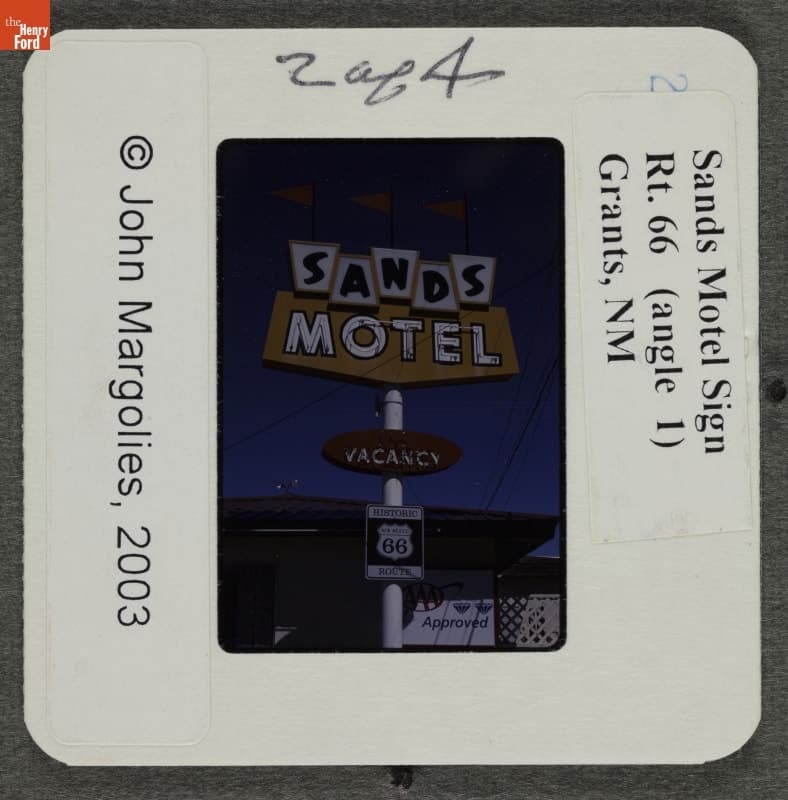 the
Henry
Ford
2 of 4
2
© John Margolies, 2003
Sands Motel Sign
Rt. 66 (angle 1)
Grants, NM
SANDS
MOTEL
VACANCY
HISTORIC
66
ROUTE
AAA
Approved